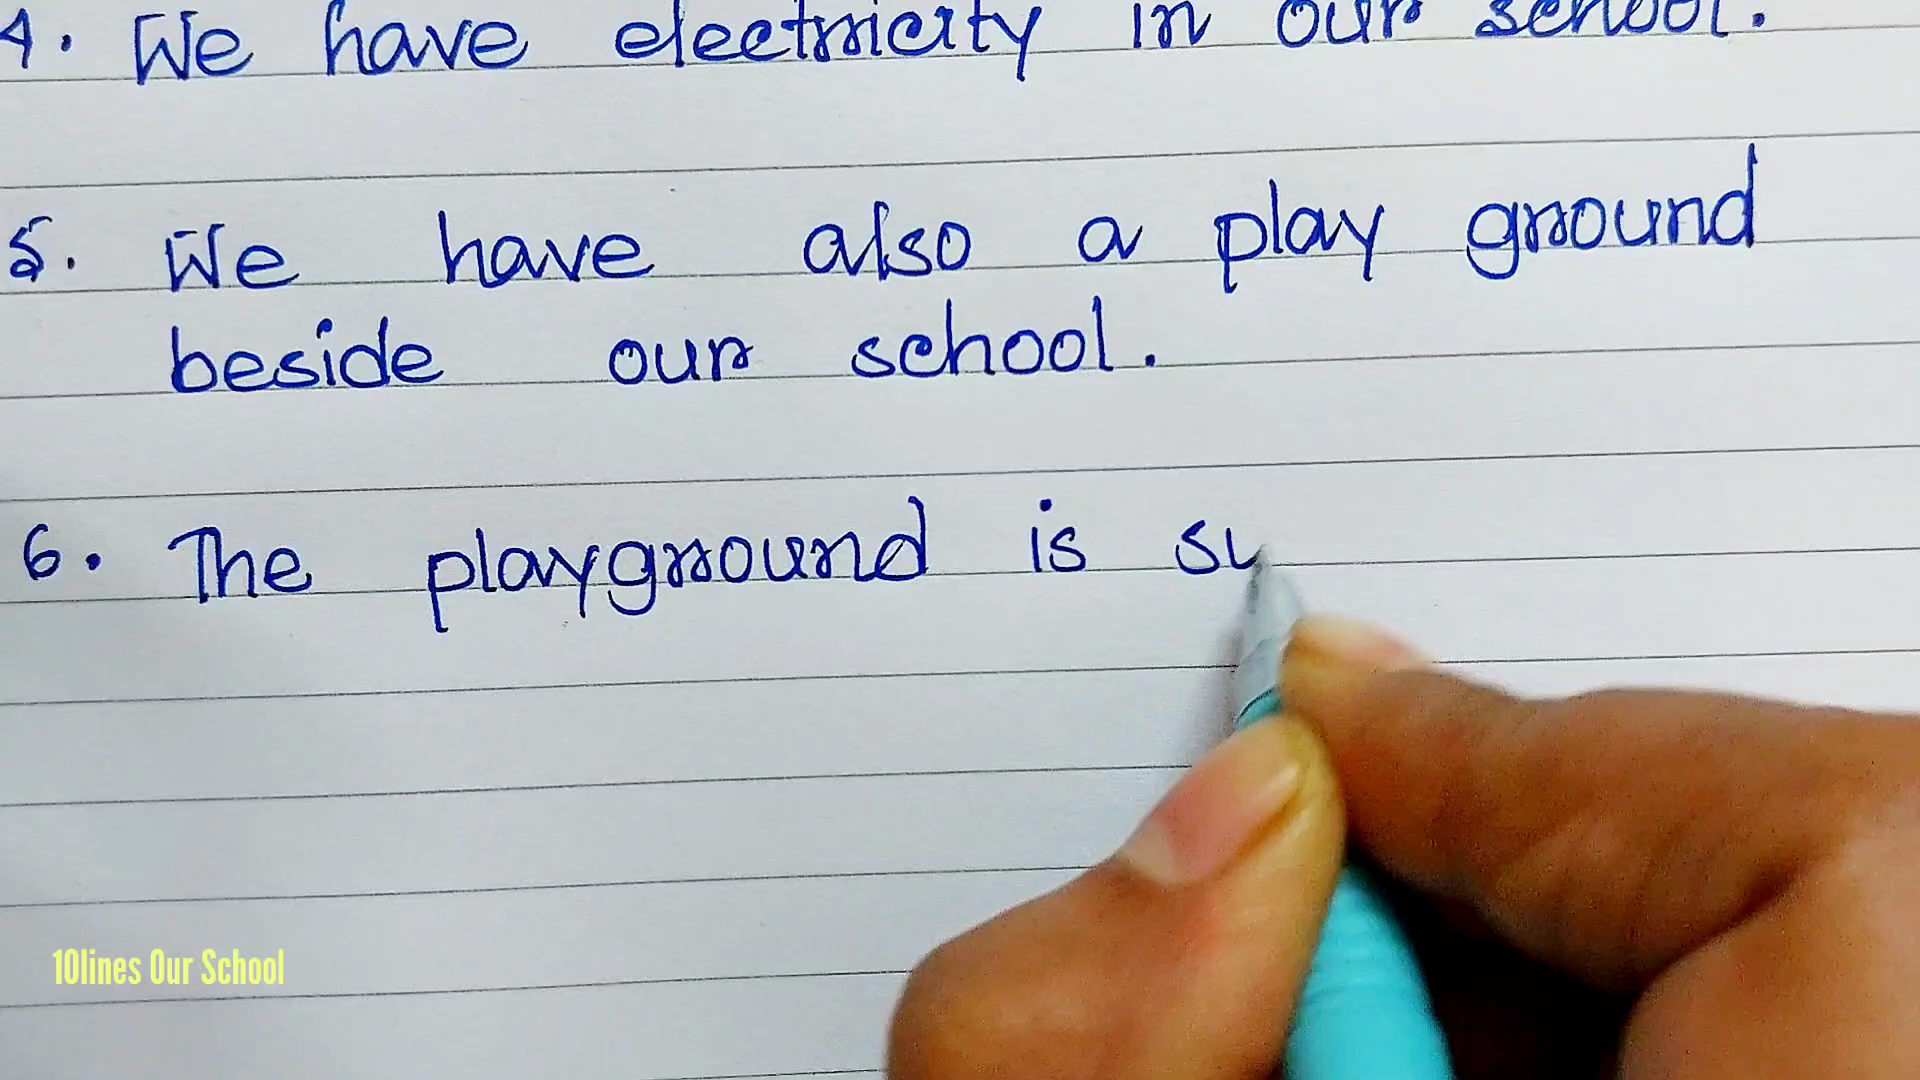 4. We have electricity in our school.
5. We have also a play ground
beside our school.
6. The playground is su
10lines Our School